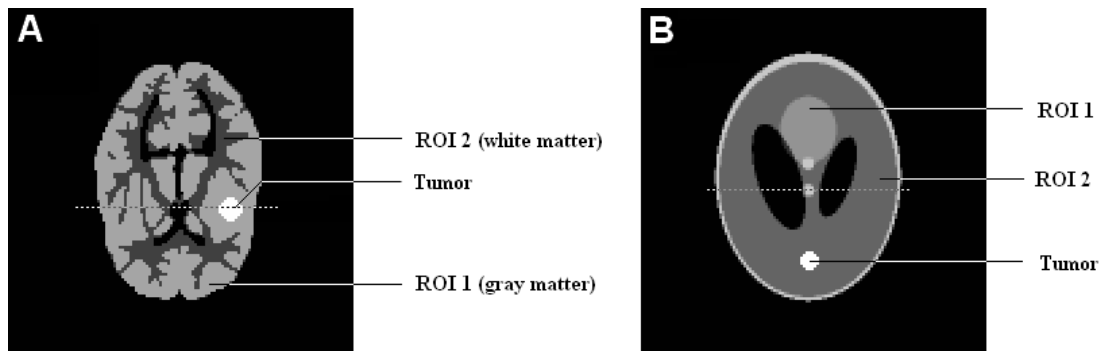 A
ROI 2 (white matter)
Tumor
ROI 1 (gray matter)
B
ROI 1
ROI 2
Tumor